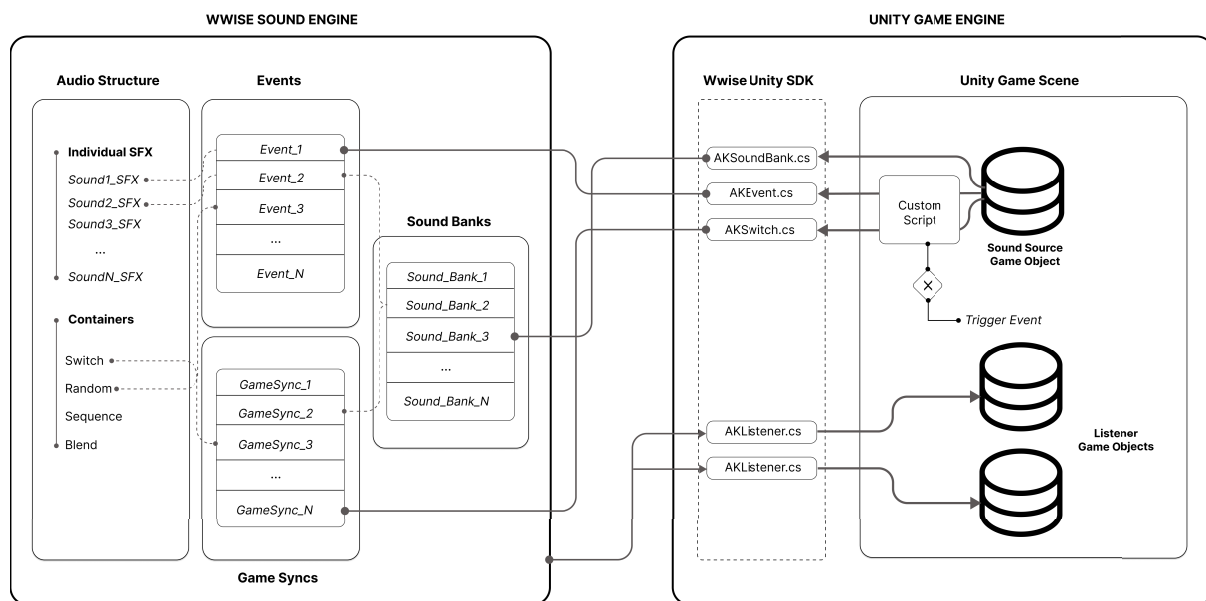 WWISE SOUND ENGINE
UNITY GAME ENGINE
Audio Structure
Events
Wwise Unity SDK
Unity Game Scene
Individual SFX
Sound1_SFX
Sound2_SFX
Sound3_SFX
...
SoundN_SFX
Containers
Switch
Random
Sequence
Blend
Event_1
Event_2
Event_3
...
Event_N
GameSync_1
GameSync_2
GameSync_3
...
GameSync_N
Game Syncs
Sound Banks
Sound_Bank_1
Sound_Bank_2
Sound_Bank_3
...
Sound_Bank_N
AKSoundBank.cs
AKEvent.cs
AKSwitch.cs
AKListener.cs
AKListener.cs
Custom
Script
Sound Source
Game Object
Trigger Event
Listener
Game Objects